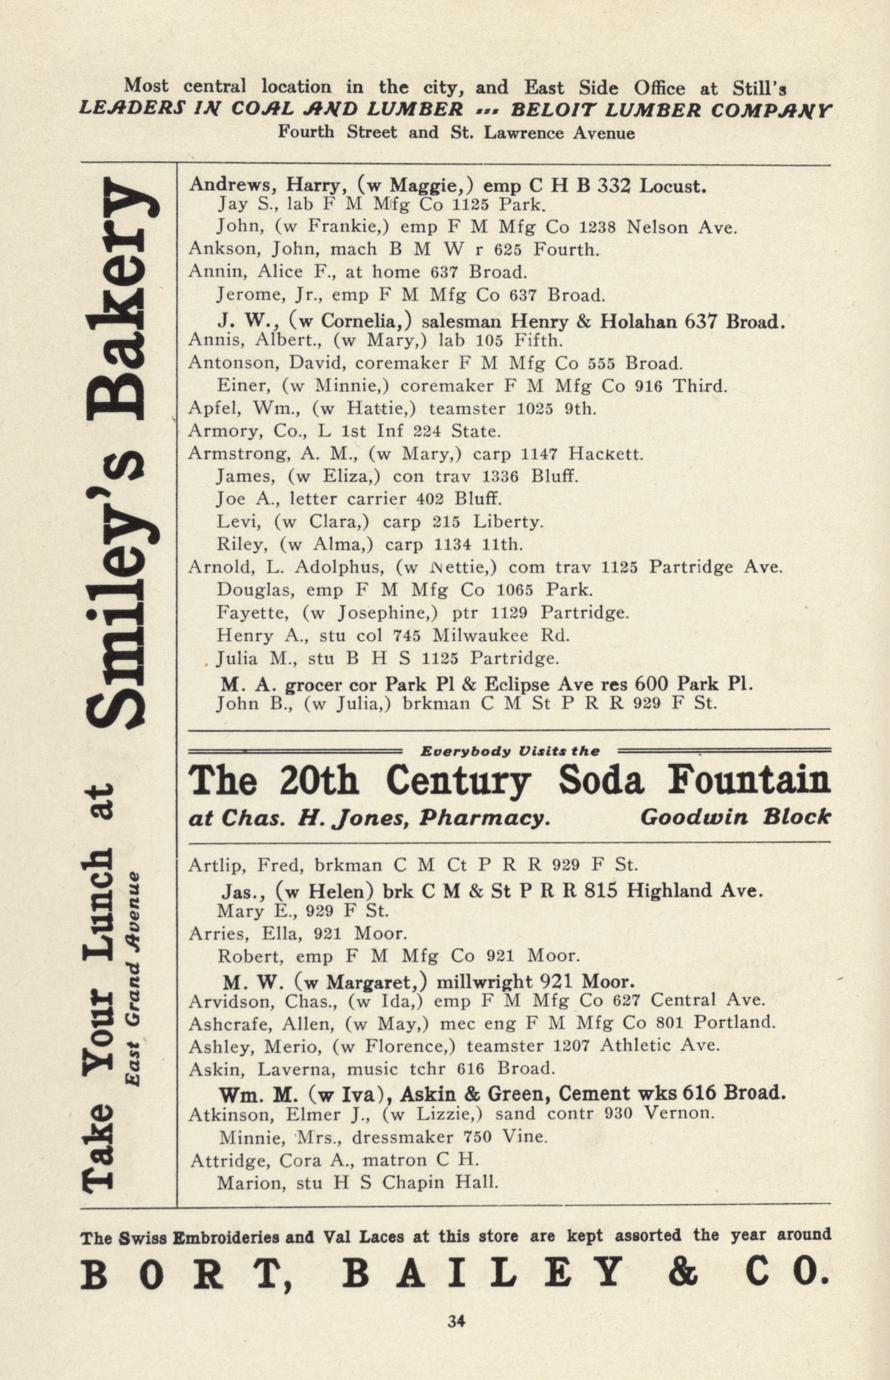 Most central location in the city, and East Side Office at Still's
LEADERS IN COAL AND LUMBER --- BELOIT LUMBER COMPANY
Fourth Street and St. Lawrence Avenue
Take Your Lunch at Smiley's Bakery
East Grand Avenue
Andrews, Harry, (w Maggie,) emp C H B 332 Locust.
Jay S., lab F M Mfg Co 1125 Park.
John, (w Frankie,) emp F M Mfg Co 1238 Nelson Ave.
Ankson, John, mach B M W r 625 Fourth.
Annin, Alice F., at home 637 Broad.
Jerome, Jr., emp F M Mfg Co 637 Broad.
J. W., (w Cornelia,) salesman Henry & Holahan 637 Broad.
Annis, Albert., (w Mary,) lab 105 Fifth.
Antonson, David, coremaker F M Mfg Co 555 Broad.
Einer, (w Minnie,) coremaker F M Mfg Co 916 Third.
Apfel, Wm., (w Hattie,) teamster 1025 9th.
Armory, Co., L 1st Inf 224 State.
Armstrong, A. M., (w Mary,) carp 1147 Hackett.
James, (w Eliza,) con trav 1336 Bluff.
Joe A., letter carrier 402 Bluff.
Levi, (w Clara,) carp 215 Liberty.
Riley, (w Alma,) carp 1134 11th.
Arnold, L. Adolphus, (w Nettie,) com trav 1125 Partridge Ave.
Douglas, emp F M Mfg Co 1065 Park.
Fayette, (w Josephine,) ptr 1129 Partridge.
Henry A., stu col 745 Milwaukee Rd.
Julia M., stu B H S 1125 Partridge.
M. A. grocer cor Park Pl & Eclipse Ave res 600 Park Pl.
John B., (w Julia,) brkman C M St P R R 929 F St.
Everybody Visits the
The 20th Century Soda Fountain
at Chas. H. Jones, Pharmacy. Goodwin Block
Artlip, Fred, brkman C M Ct P R R 929 F St.
Jas., (w Helen) brk C M & St P R R 815 Highland Ave.
Mary E., 929 F St.
Arries, Ella, 921 Moor.
Robert, emp F M Mfg Co 921 Moor.
M. W. (w Margaret,) millwright 921 Moor.
Arvidson, Chas., (w Ida,) emp F M Mfg Co 627 Central Ave.
Ashcrafe, Allen, (w May,) mec eng F M Mfg Co 801 Portland.
Ashley, Merio, (w Florence,) teamster 1207 Athletic Ave.
Askin, Laverna, music tchr 616 Broad.
Wm. M. (w Iva), Askin & Green, Cement wks 616 Broad.
Atkinson, Elmer J., (w Lizzie,) sand contr 930 Vernon.
Minnie, Mrs., dressmaker 750 Vine.
Attridge, Cora A., matron C H.
Marion, stu H S Chapin Hall.
The Swiss Embroideries and Val Laces at this store are kept assorted the year around
BORT, BAILEY & CO.
34